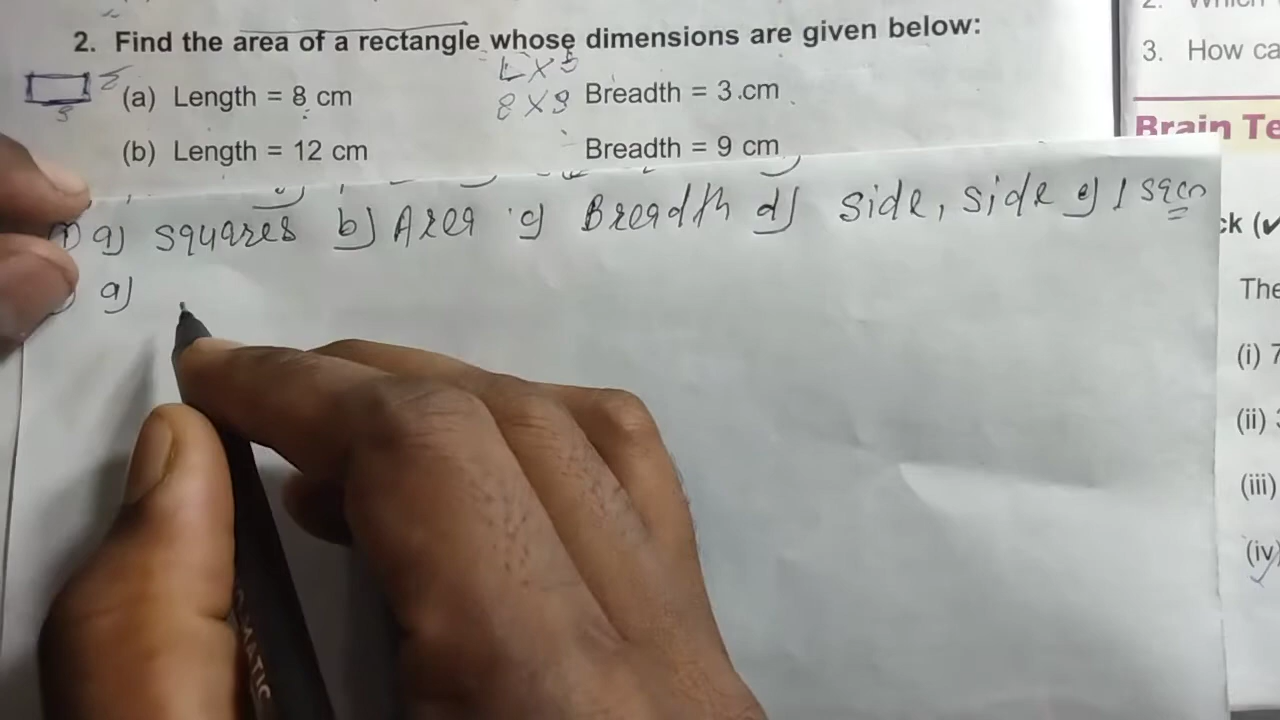 2. Find the area of a rectangle whose dimensions are given below:
L x b
(a) Length = 8 cm 8 x 3 Breadth = 3 cm
(b) Length = 12 cm Breadth = 9 cm
a) squares b) Area c) Breadth d) side, side e) 1 sqcm
a)
3. How ca
Brain Te
ck (✓
The
(i) 7
(ii)
(iii)
(iv)
MATIC